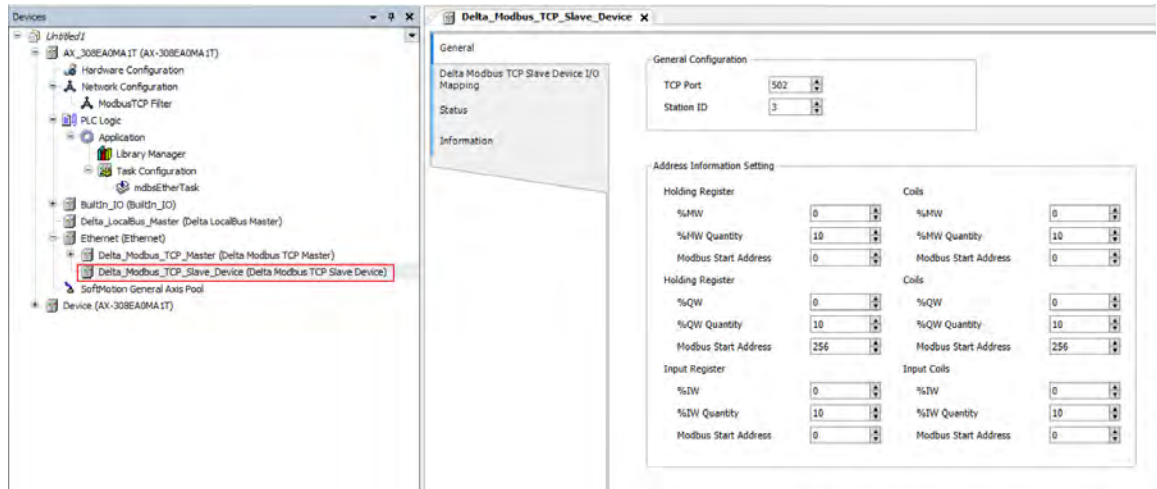 Devices
Untitled1
AX_308EA0MA1T (AX-308EA0MA1T)
Hardware Configuration
Network Configuration
ModbusTCP Filter
PLC Logic
Application
Library Manager
Task Configuration
mdbsEtherTask
BuiltIn_IO (BuiltIn_IO)
Delta_LocalBus_Master (Delta LocalBus Master)
Ethernet (Ethernet)
Delta_Modbus_TCP_Master (Delta Modbus TCP Master)
Delta_Modbus_TCP_Slave_Device (Delta Modbus TCP Slave Device)
SoftMotion General Axis Pool
Device (AX-308EA0MA1T)
Delta_Modbus_TCP_Slave_Device
General
Delta Modbus TCP Slave Device I/O
Mapping
Status
Information
General Configuration
TCP Port 502
Station ID 3
Address Information Setting
Holding Register Coils
%MW 0 %MW 0
%MW Quantity 10 %MW Quantity 10
Modbus Start Address 0 Modbus Start Address 0
Holding Register Coils
%QW 0 %QW 0
%QW Quantity 10 %QW Quantity 10
Modbus Start Address 256 Modbus Start Address 256
Input Register Input Coils
%IW 0 %IW 0
%IW Quantity 10 %IW Quantity 10
Modbus Start Address 0 Modbus Start Address 0